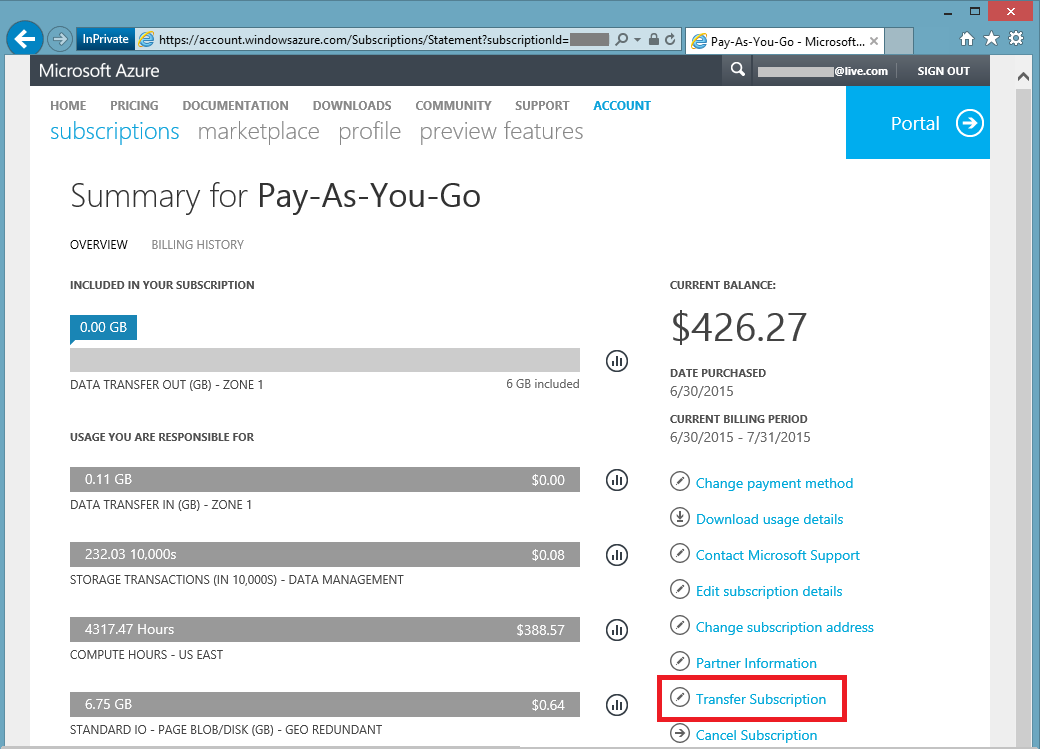 InPrivate https://account.windowsazure.com/Subscriptions/Statement?subscriptionId= Pay-As-You-Go - Microsoft...
Microsoft Azure @live.com SIGN OUT
HOME PRICING DOCUMENTATION DOWNLOADS COMMUNITY SUPPORT ACCOUNT
subscriptions marketplace profile preview features
Portal
Summary for Pay-As-You-Go
OVERVIEW BILLING HISTORY
INCLUDED IN YOUR SUBSCRIPTION
0.00 GB
DATA TRANSFER OUT (GB) - ZONE 1 6 GB included
USAGE YOU ARE RESPONSIBLE FOR
0.11 GB $0.00
DATA TRANSFER IN (GB) - ZONE 1
232.03 10,000s $0.08
STORAGE TRANSACTIONS (IN 10,000S) - DATA MANAGEMENT
4317.47 Hours $388.57
COMPUTE HOURS - US EAST
6.75 GB $0.64
STANDARD IO - PAGE BLOB/DISK (GB) - GEO REDUNDANT
CURRENT BALANCE:
$426.27
DATE PURCHASED
6/30/2015
CURRENT BILLING PERIOD
6/30/2015 - 7/31/2015
Change payment method
Download usage details
Contact Microsoft Support
Edit subscription details
Change subscription address
Partner Information
Transfer Subscription
Cancel Subscription